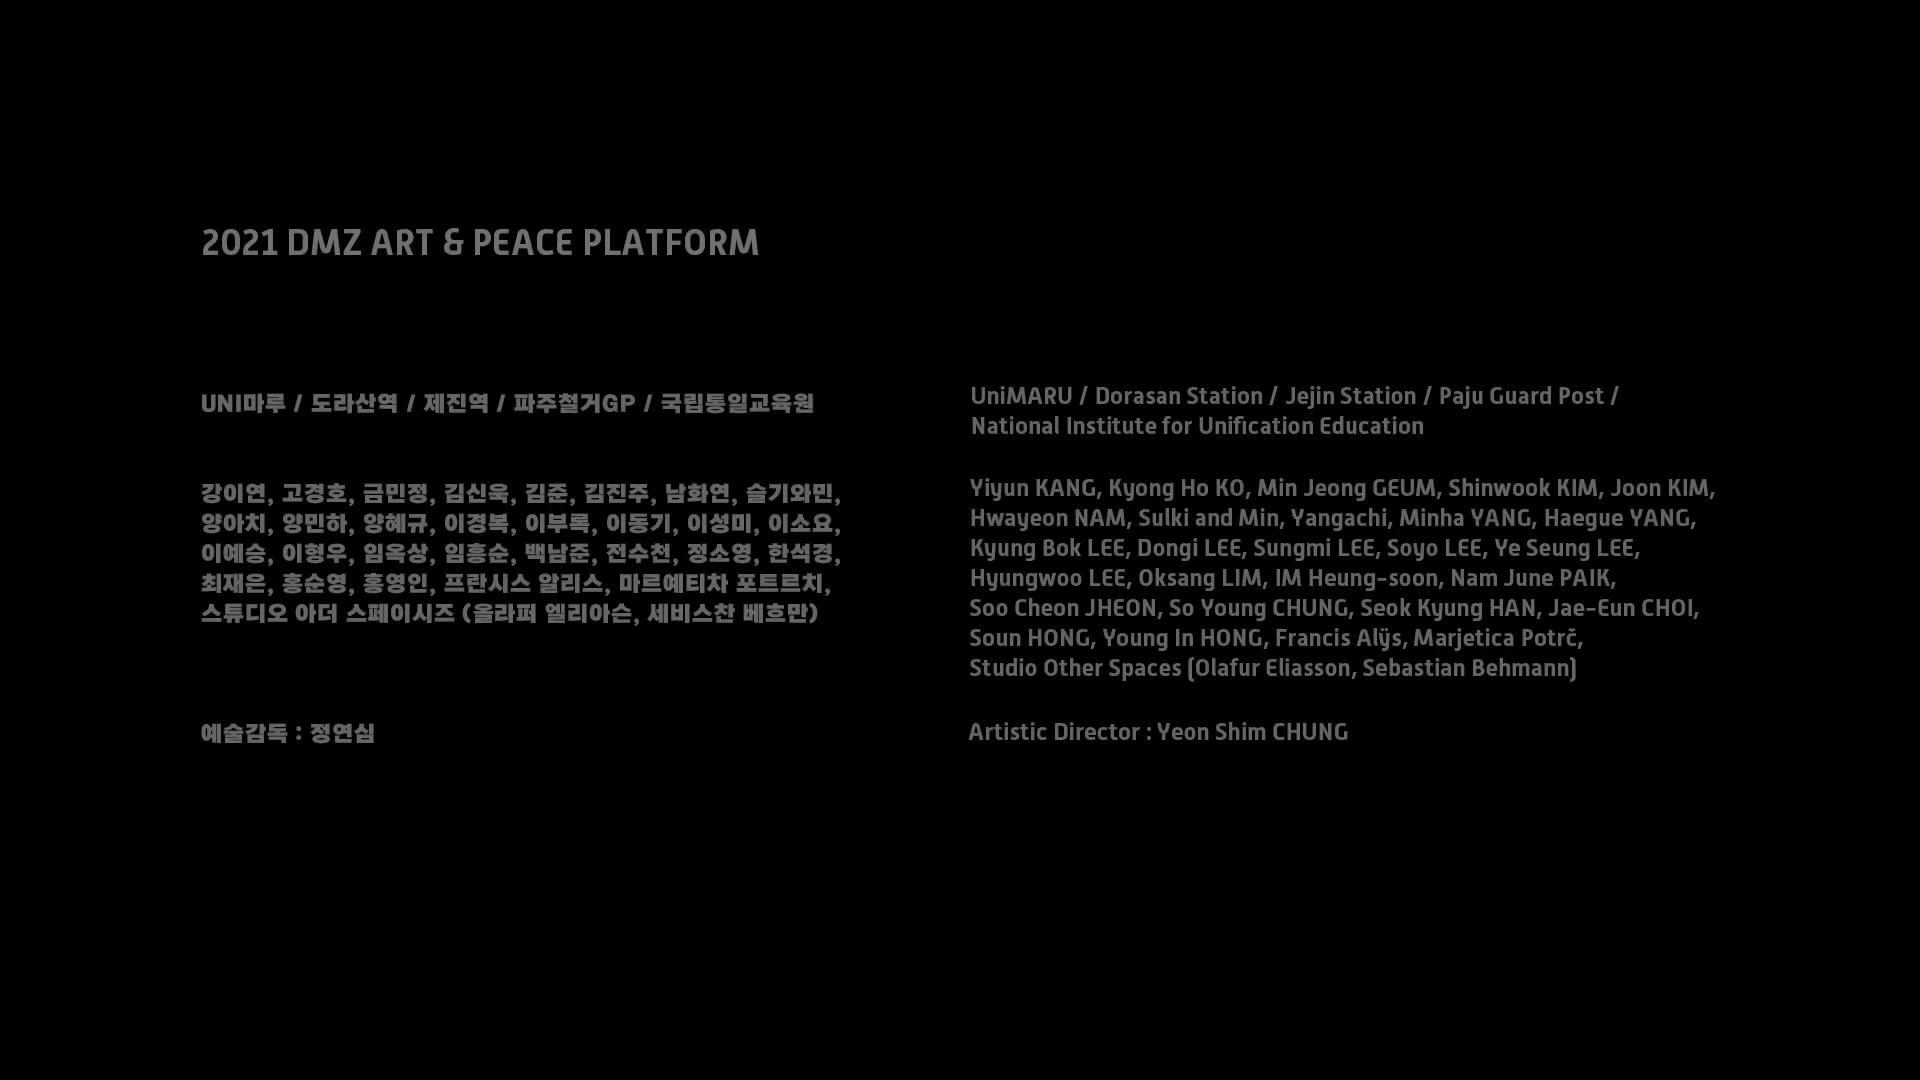 2021 DMZ ART & PEACE PLATFORM
UNI마루 / 도라산역 / 제진역 / 파주철거GP / 국립통일교육원
강이연, 고경호, 금민정, 김신욱, 김준, 김진주, 남화연, 슬기와민,
양아치, 양민하, 양혜규, 이경복, 이부록, 이동기, 이성미, 이소요,
이예승, 이형우, 임옥상, 임흥순, 백남준, 전수천, 정소영, 한석경,
최재은, 홍순영, 홍영인, 프란시스 알리스, 마르예티차 포트르치,
스튜디오 아더 스페이시즈 (올라퍼 엘리아슨, 세비스찬 베흐만)
예술감독 : 정연심
UniMARU / Dorasan Station / Jejin Station / Paju Guard Post /
National Institute for Unification Education
Yiyun KANG, Kyong Ho KO, Min Jeong GEUM, Shinwook KIM, Joon KIM,
Hwayeon NAM, Sulki and Min, Yangachi, Minha YANG, Haegue YANG,
Kyung Bok LEE, Dongi LEE, Sungmi LEE, Soyo LEE, Ye Seung LEE,
Hyungwoo LEE, Oksang LIM, IM Heung-soon, Nam June PAIK,
Soo Cheon JHEON, So Young CHUNG, Seok Kyung HAN, Jae-Eun CHOI,
Soun HONG, Young In HONG, Francis Alÿs, Marjetica Potrč,
Studio Other Spaces (Olafur Eliasson, Sebastian Behmann)
Artistic Director : Yeon Shim CHUNG